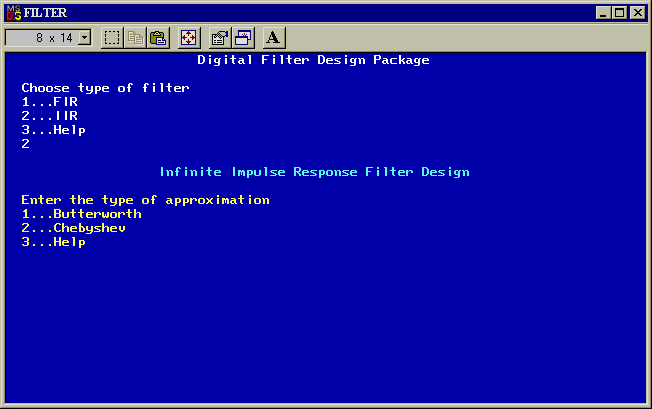 FILTER
8 x 14
A
Digital Filter Design Package
Choose type of filter
1...FIR
2...IIR
3...Help
2
Infinite Impulse Response Filter Design
Enter the type of approximation
1...Butterworth
2...Chebyshev
3...Help